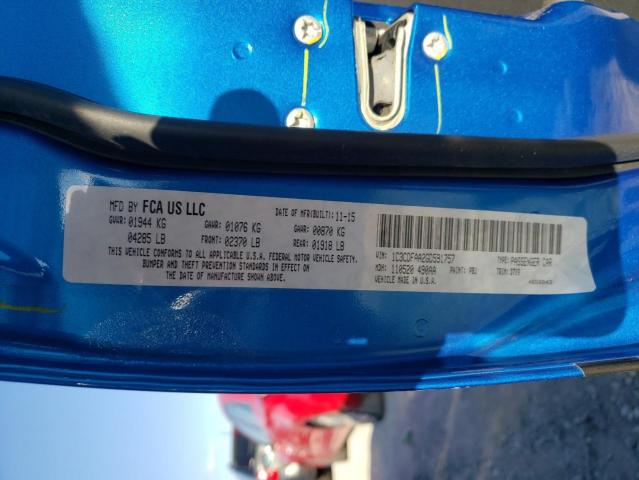 MFD BY FCA US LLC DATE OF MFR(BUILT): 11-15
GVWR: 01944 KG GAWR: 01076 KG GAWR: 00870 KG
04285 LB FRONT: 02370 LB REAR: 01918 LB
THIS VEHICLE CONFORMS TO ALL APPLICABLE U.S.A. FEDERAL MOTOR VEHICLE SAFETY,
BUMPER AND THEFT PREVENTION STANDARDS IN EFFECT ON
THE DATE OF MANUFACTURE SHOWN ABOVE.
VIN: 1C3CDFAA2GD591757 TYPE: PASSENGER CAR
MDH: 110520 490AA PAINT: PBJ TRIM: D7X9
VEHICLE MADE IN U.S.A.